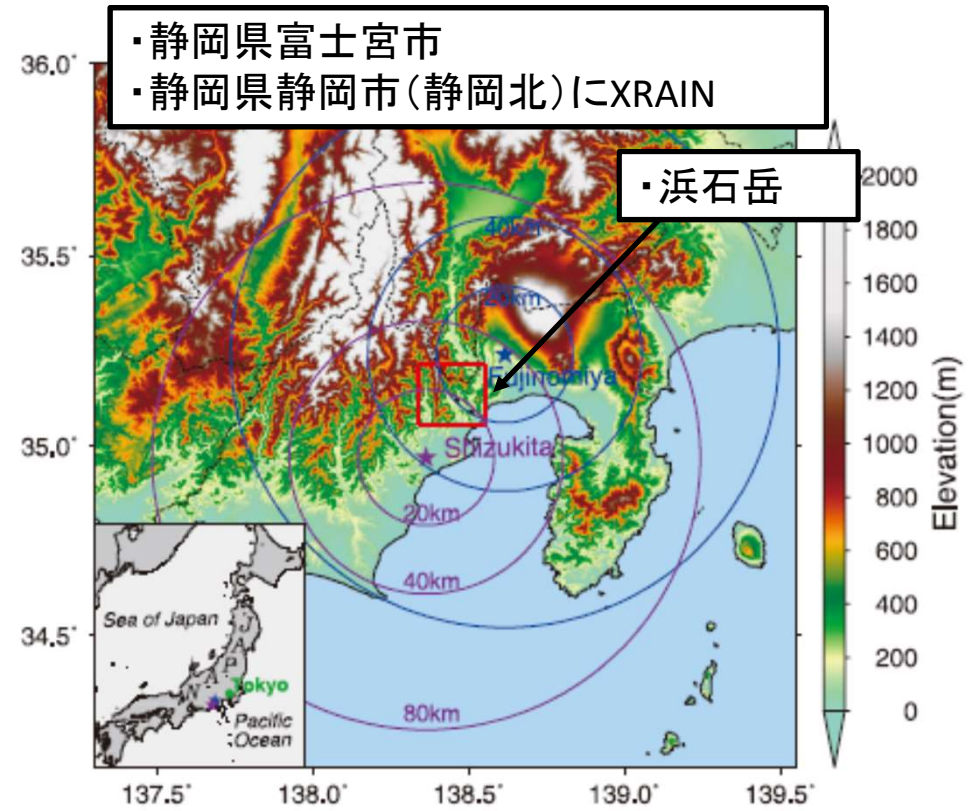 ・静岡県富士宮市
・静岡県静岡市(静岡北)にXRAIN
・浜石岳
36.0°
35.5°
35.0°
34.5°
137.5°
138.0°
138.5°
139.0°
139.5°
40km
20km
Fujinomiya
Shizukita
20km
40km
80km
Sea of Japan
JAPAN
Tokyo
Pacific
Ocean
2000
1800
1600
1400
1200
1000
800
600
400
200
0
Elevation(m)